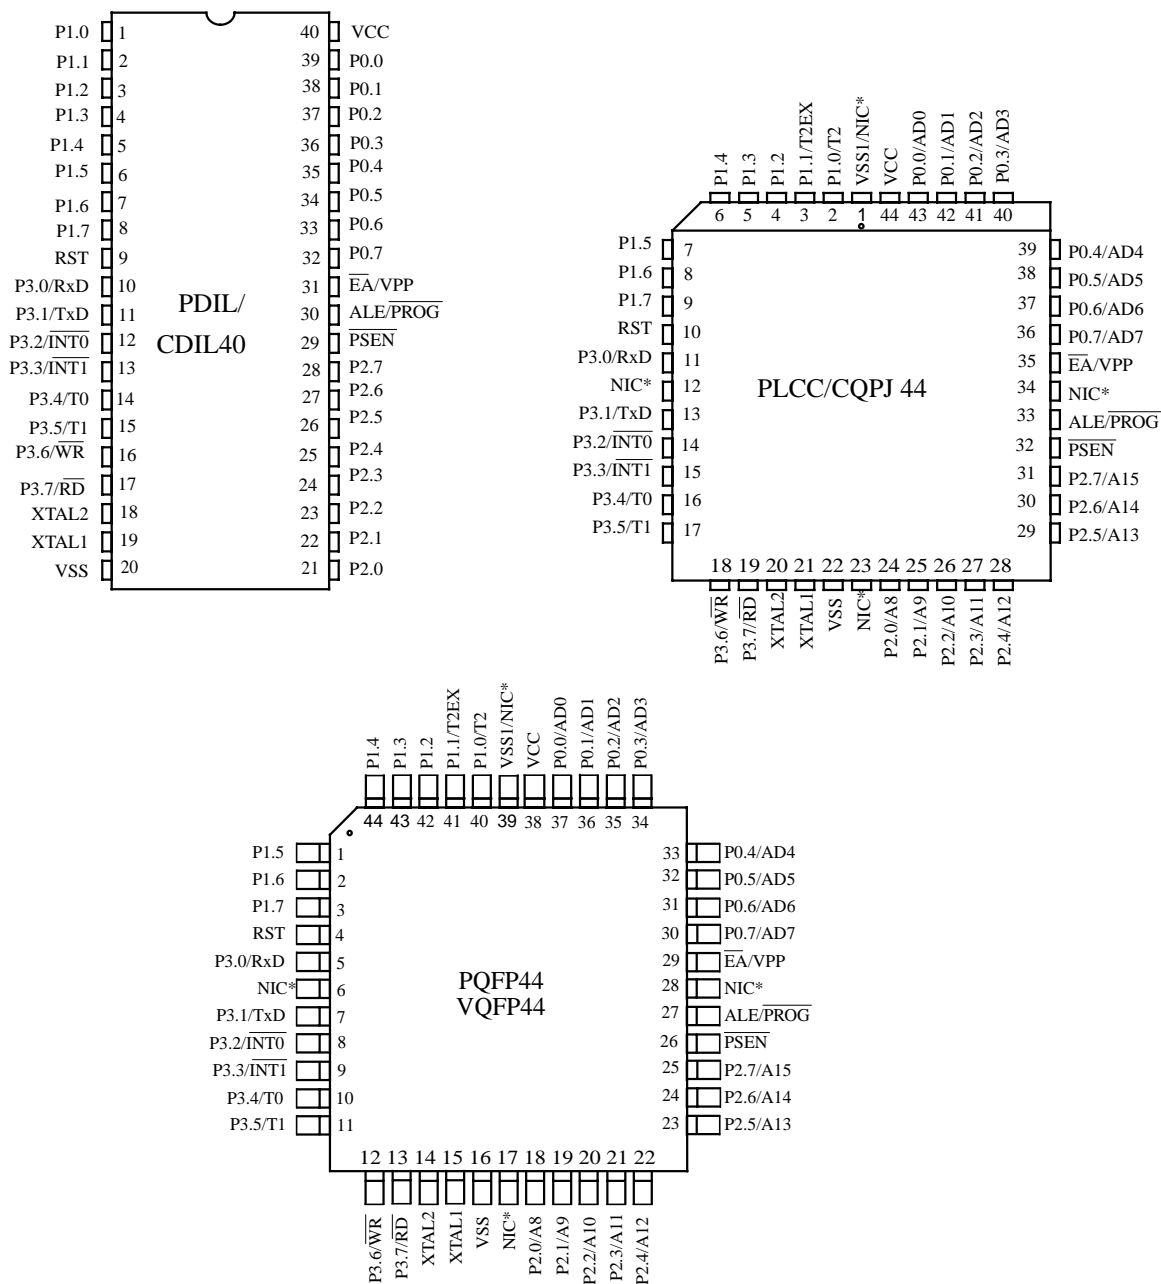 P1.0 1 40 VCC
P1.1 2 39 P0.0
P1.2 3 38 P0.1
P1.3 4 37 P0.2
P1.4 5 36 P0.3
P1.5 6 35 P0.4
P1.6 7 34 P0.5
P1.7 8 33 P0.6
RST 9 32 P0.7
P3.0/RxD 10 31 E̅A̅/VPP
P3.1/TxD 11 30 ALE/P̅R̅O̅G̅
P3.2/I̅N̅T̅0̅ 12 29 P̅S̅E̅N̅
P3.3/I̅N̅T̅1̅ 13 28 P2.7
P3.4/T0 14 27 P2.6
P3.5/T1 15 26 P2.5
P3.6/W̅R̅ 16 25 P2.4
P3.7/R̅D̅ 17 24 P2.3
XTAL2 18 23 P2.2
XTAL1 19 22 P2.1
VSS 20 21 P2.0
PDIL/
CDIL40
P1.4 P1.3 P1.2 P1.1/T2EX P1.0/T2 VSS1/NIC* VCC P0.0/AD0 P0.1/AD1 P0.2/AD2 P0.3/AD3
6 5 4 3 2 1 44 43 42 41 40
P1.5 7 39 P0.4/AD4
P1.6 8 38 P0.5/AD5
P1.7 9 37 P0.6/AD6
RST 10 36 P0.7/AD7
P3.0/RxD 11 35 E̅A̅/VPP
NIC* 12 34 NIC*
P3.1/TxD 13 33 ALE/P̅R̅O̅G̅
P3.2/I̅N̅T̅0̅ 14 32 P̅S̅E̅N̅
P3.3/I̅N̅T̅1̅ 15 31 P2.7/A15
P3.4/T0 16 30 P2.6/A14
P3.5/T1 17 29 P2.5/A13
PLCC/CQPJ 44
18 19 20 21 22 23 24 25 26 27 28
P3.6/W̅R̅ P3.7/R̅D̅ XTAL2 XTAL1 VSS NIC* P2.0/A8 P2.1/A9 P2.2/A10 P2.3/A11 P2.4/A12
P1.4 P1.3 P1.2 P1.1/T2EX P1.0/T2 VSS1/NIC* VCC P0.0/AD0 P0.1/AD1 P0.2/AD2 P0.3/AD3
44 43 42 41 40 39 38 37 36 35 34
P1.5 1 33 P0.4/AD4
P1.6 2 32 P0.5/AD5
P1.7 3 31 P0.6/AD6
RST 4 30 P0.7/AD7
P3.0/RxD 5 29 E̅A̅/VPP
NIC* 6 28 NIC*
P3.1/TxD 7 27 ALE/P̅R̅O̅G̅
P3.2/I̅N̅T̅0̅ 8 26 P̅S̅E̅N̅
P3.3/I̅N̅T̅1̅ 9 25 P2.7/A15
P3.4/T0 10 24 P2.6/A14
P3.5/T1 11 23 P2.5/A13
PQFP44
VQFP44
12 13 14 15 16 17 18 19 20 21 22
P3.6/W̅R̅ P3.7/R̅D̅ XTAL2 XTAL1 VSS NIC* P2.0/A8 P2.1/A9 P2.2/A10 P2.3/A11 P2.4/A12